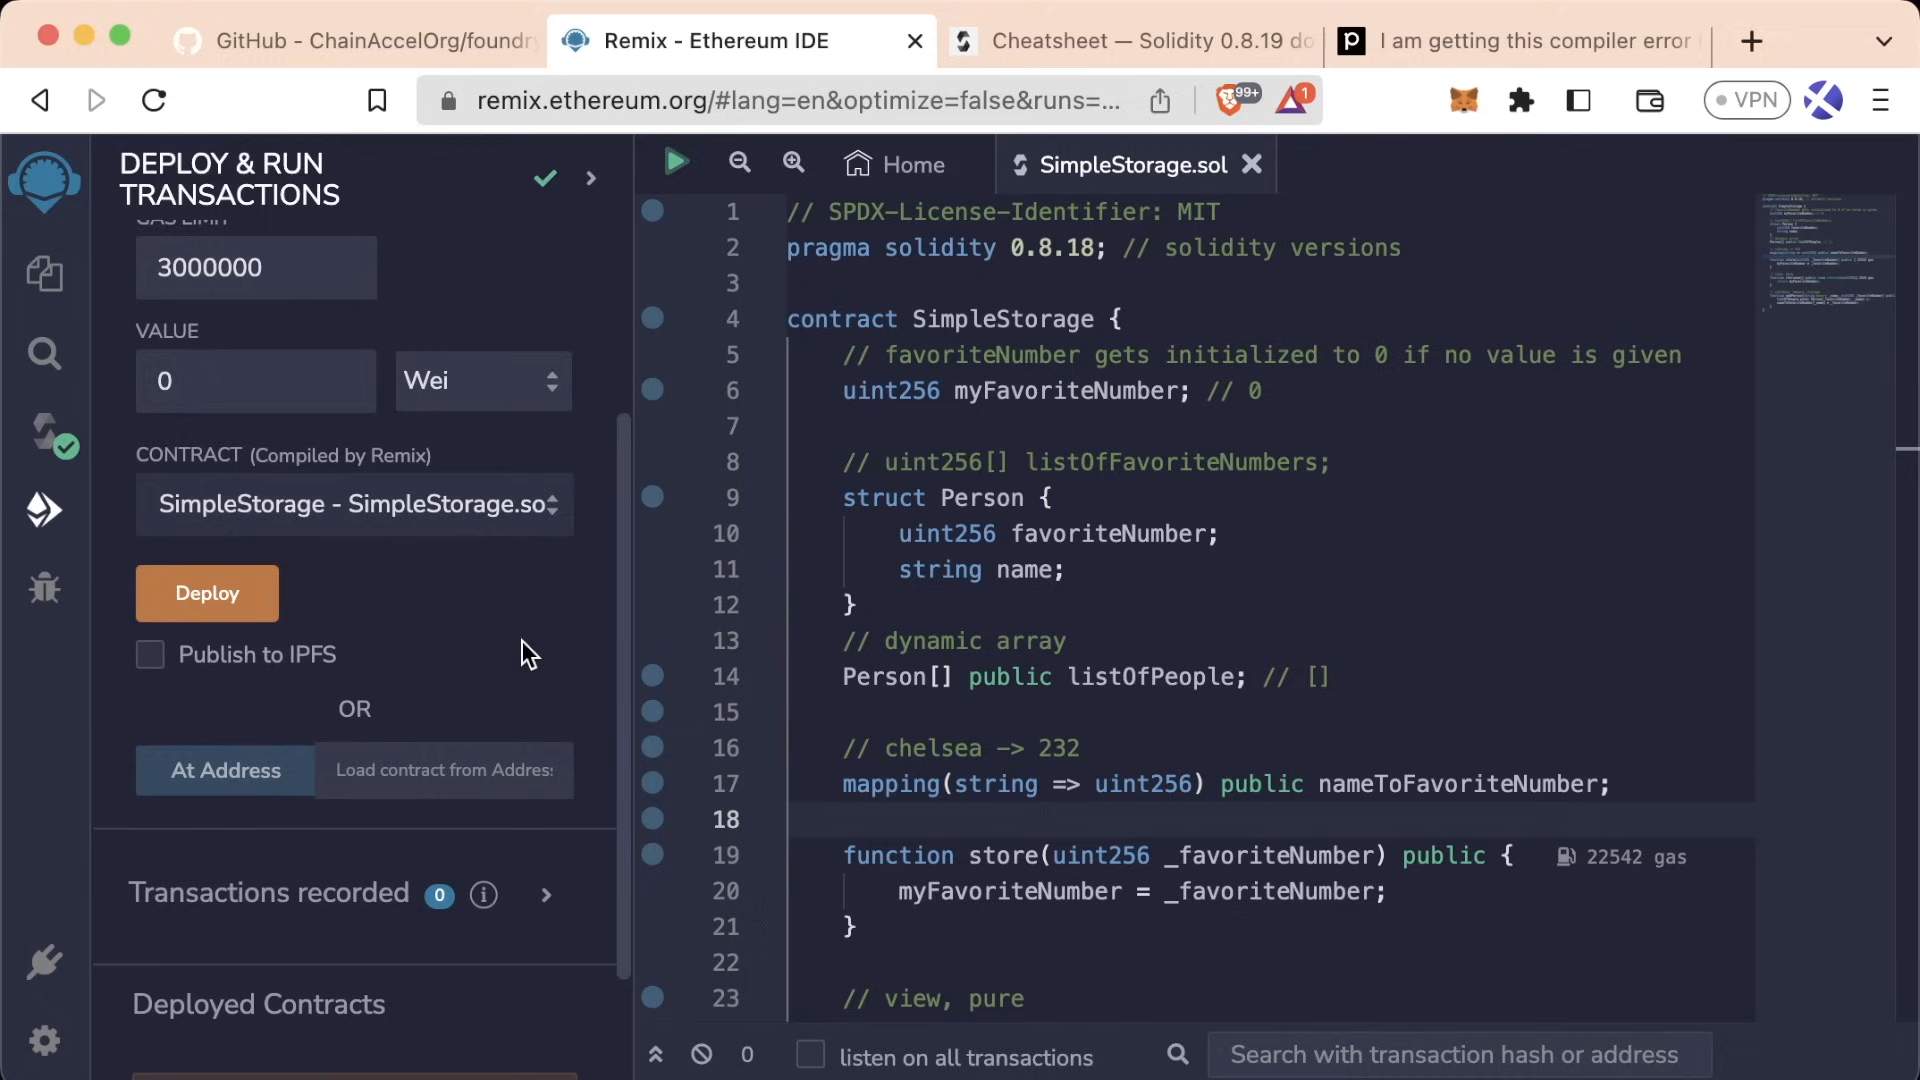 GitHub - ChainAccelOrg/foundry
Remix - Ethereum IDE
Cheatsheet — Solidity 0.8.19 do
I am getting this compiler error
remix.ethereum.org/#lang=en&optimize=false&runs=...
99+
1
VPN
DEPLOY & RUN
TRANSACTIONS
GAS LIMIT
3000000
VALUE
0
Wei
CONTRACT (Compiled by Remix)
SimpleStorage - SimpleStorage.so
Deploy
Publish to IPFS
OR
At Address
Load contract from Address
Transactions recorded 0 i
Deployed Contracts
Home
SimpleStorage.sol
1 // SPDX-License-Identifier: MIT
2 pragma solidity 0.8.18; // solidity versions
3
4 contract SimpleStorage {
5 // favoriteNumber gets initialized to 0 if no value is given
6 uint256 myFavoriteNumber; // 0
7
8 // uint256[] listOfFavoriteNumbers;
9 struct Person {
10 uint256 favoriteNumber;
11 string name;
12 }
13 // dynamic array
14 Person[] public listOfPeople; // []
15
16 // chelsea -> 232
17 mapping(string => uint256) public nameToFavoriteNumber;
18
19 function store(uint256 _favoriteNumber) public { 22542 gas
20 myFavoriteNumber = _favoriteNumber;
21 }
22
23 // view, pure
0
listen on all transactions
Search with transaction hash or address